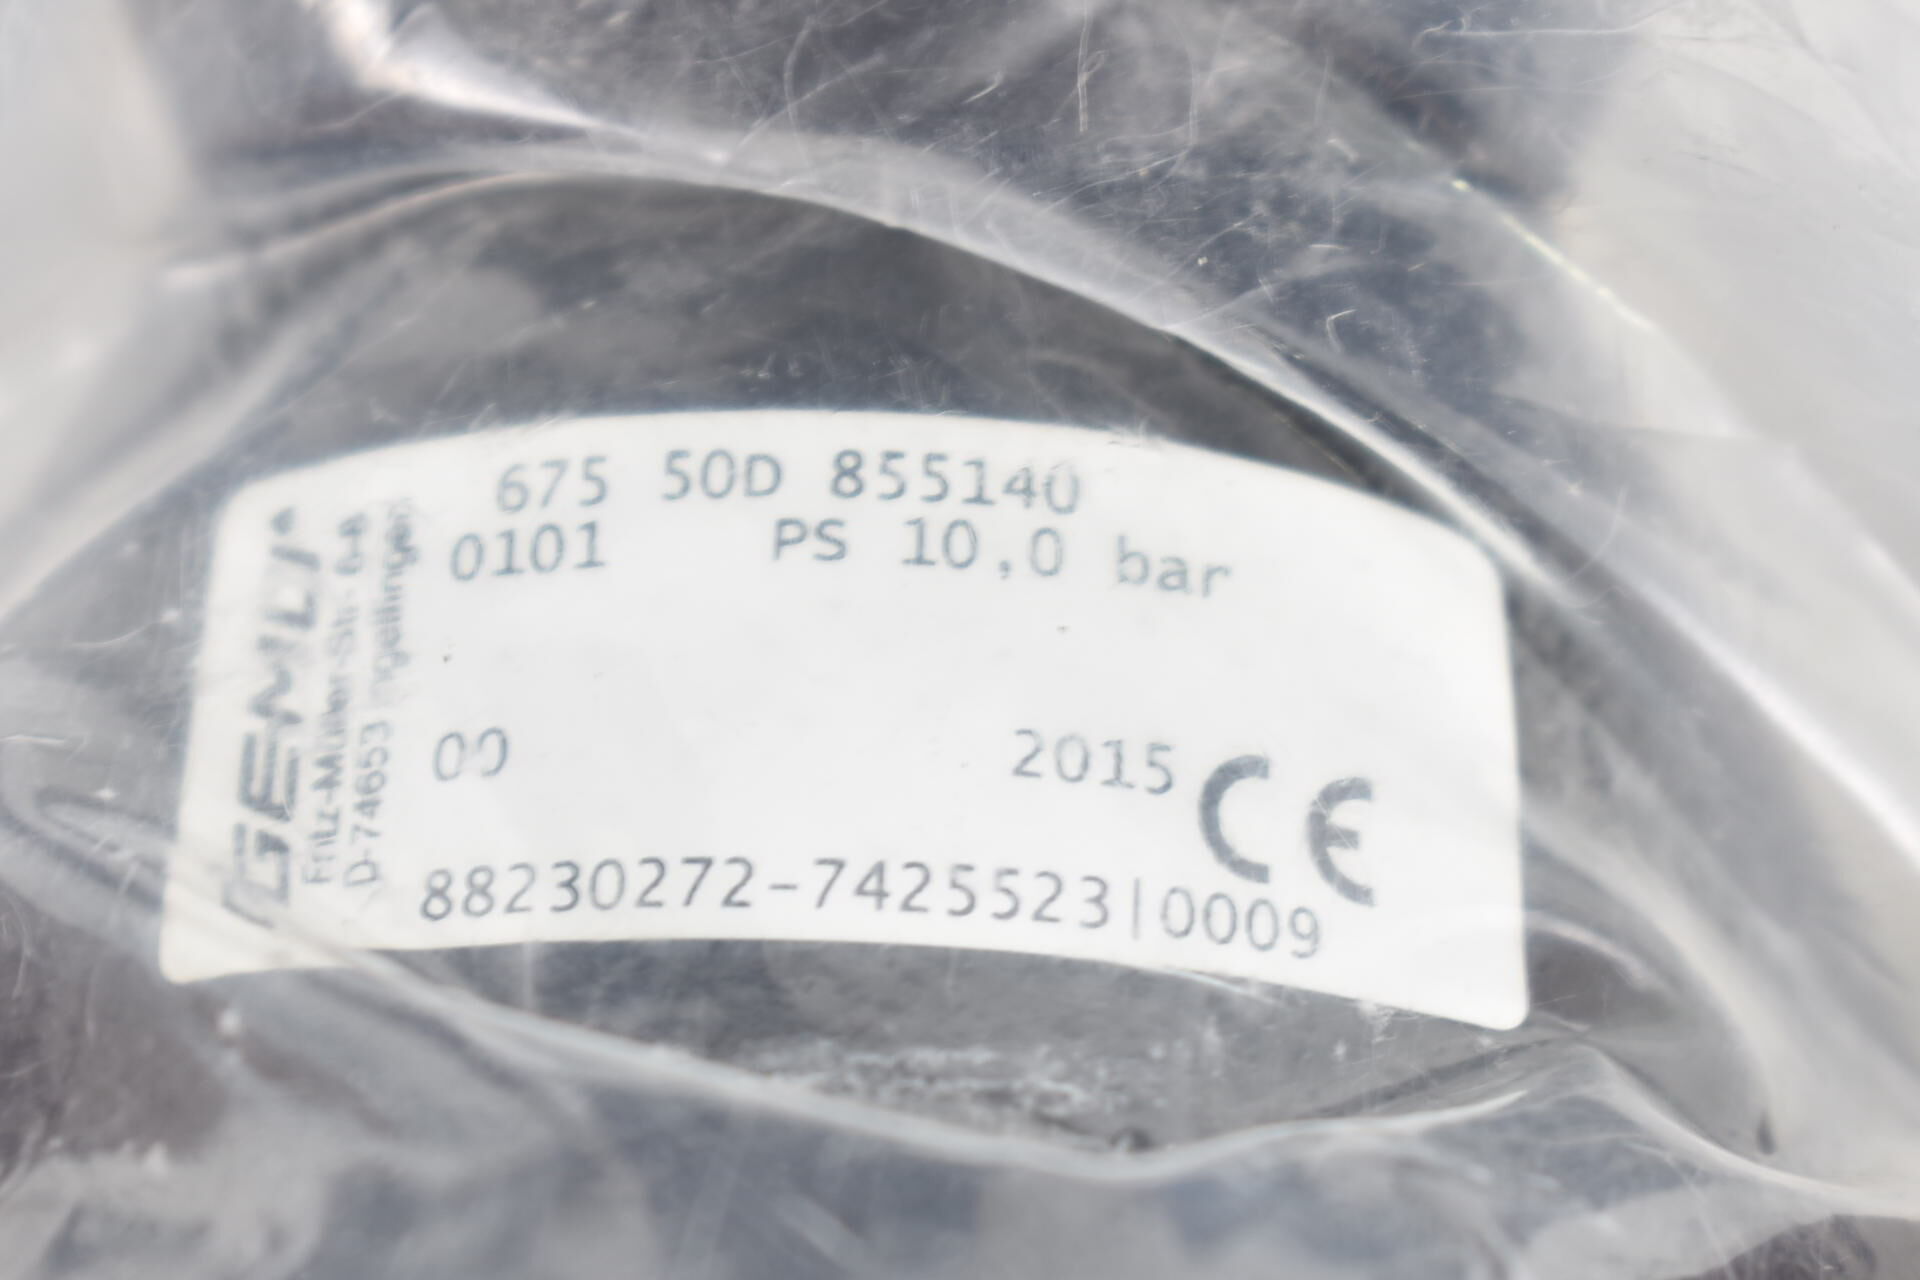 675 50D 855140
0101 PS 10,0 bar
00 2015 CE
88230272-7425523|0009
GEMÜ
Fritz-Müller-Str. 6-8
D-74653 Ingelfingen